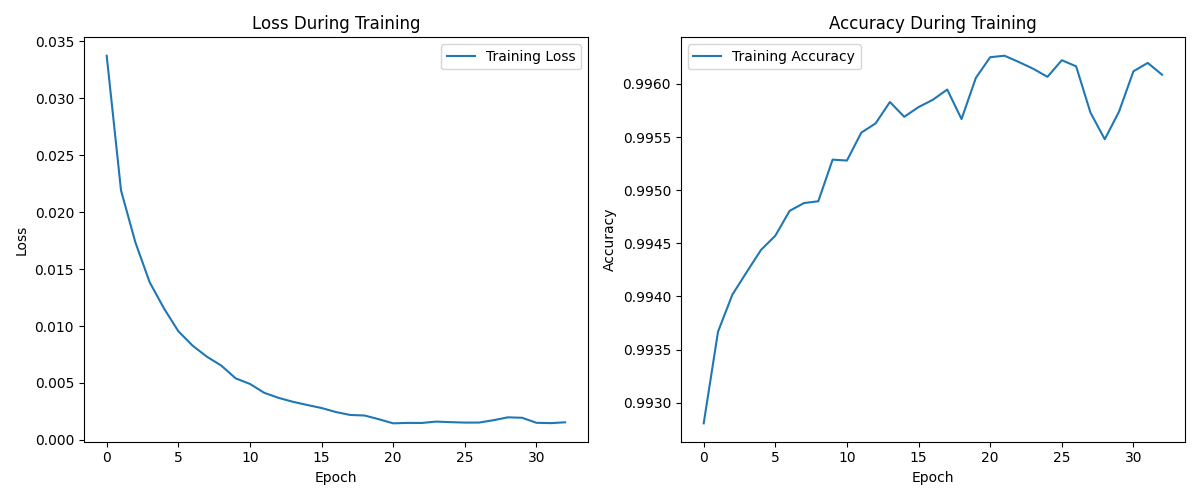 Loss During Training
0.035
0.030
0.025
0.020
0.015
0.010
0.005
0.000
Loss
Training Loss
0 5 10 15 20 25 30
Epoch
Accuracy During Training
0.9960
0.9955
0.9950
0.9945
0.9940
0.9935
0.9930
Accuracy
Training Accuracy
0 5 10 15 20 25 30
Epoch